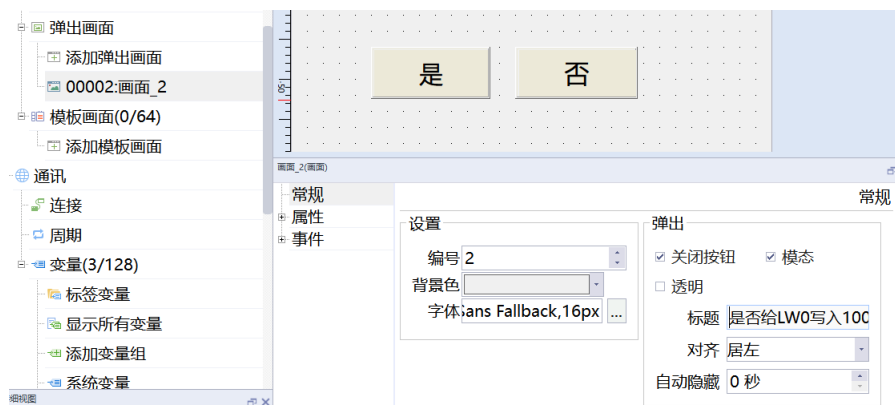 弹出画面
添加弹出画面
00002:画面_2
模板画面(0/64)
添加模板画面
通讯
连接
周期
变量(3/128)
标签变量
显示所有变量
添加变量组
系统变量
细视图
50
是
否
画面_2(画面)
常规
属性
事件
常规
设置
编号 2
背景色
字体 Sans Fallback,16px ...
弹出
关闭按钮 模态
透明
标题 是否给LW0写入100
对齐 居左
自动隐藏 0 秒